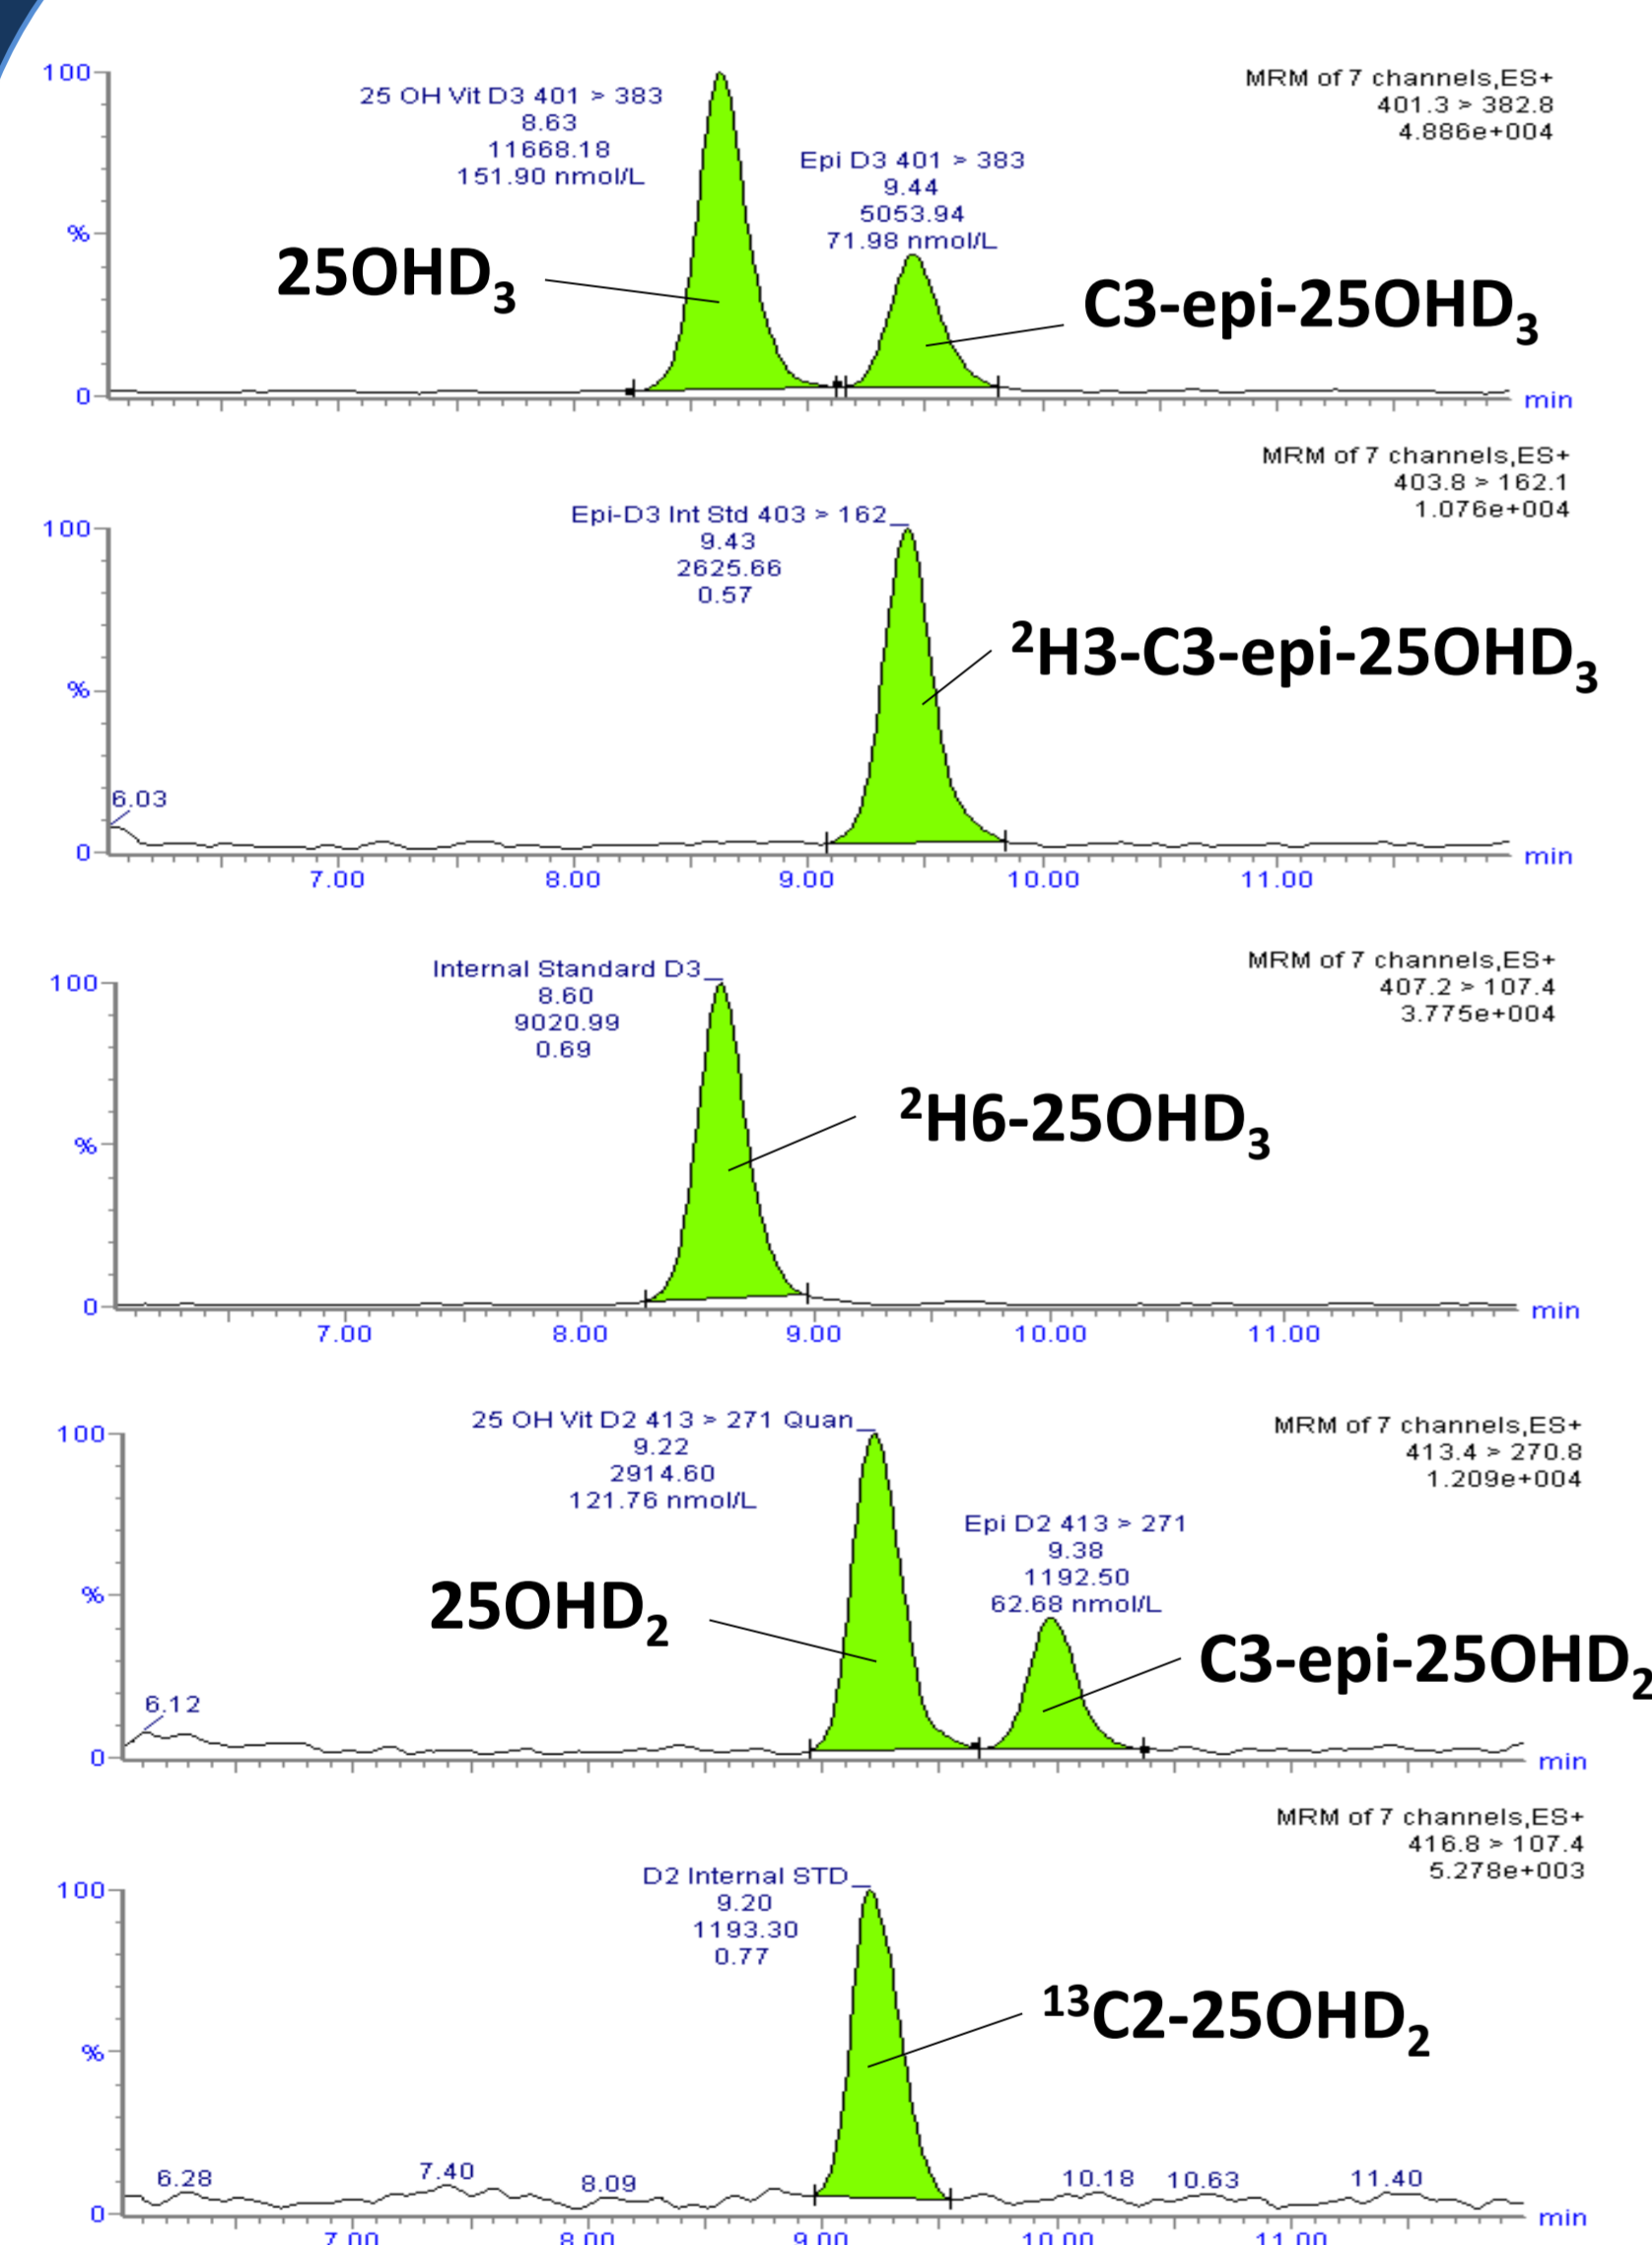 MRM of 7 channels,ES+
401.3 > 382.8
4.886e+004
100
%
0
25 OH Vit D3 401 > 383
8.63
11668.18
151.90 nmol/L
Epi D3 401 > 383
9.44
5053.94
71.98 nmol/L
25OHD₃
C3-epi-25OHD₃
min
MRM of 7 channels,ES+
403.8 > 162.1
1.076e+004
100
%
0
Epi-D3 Int Std 403 > 162
9.43
2625.66
0.57
²H3-C3-epi-25OHD₃
6.03
min
7.00 8.00 9.00 10.00 11.00
MRM of 7 channels,ES+
407.2 > 107.4
3.775e+004
100
%
0
Internal Standard D3
8.60
9020.99
0.69
²H6-25OHD₃
min
7.00 8.00 9.00 10.00 11.00
MRM of 7 channels,ES+
413.4 > 270.8
1.209e+004
100
%
0
25 OH Vit D2 413 > 271 Quan
9.22
2914.60
121.76 nmol/L
Epi D2 413 > 271
9.38
1192.50
62.68 nmol/L
25OHD₂
C3-epi-25OHD₂
6.12
min
MRM of 7 channels,ES+
416.8 > 107.4
5.278e+003
100
%
0
D2 Internal STD
9.20
1193.30
0.77
¹³C2-25OHD₂
6.28 7.40 8.09 10.18 10.63 11.40
min
7.00 8.00 9.00 10.00 11.00